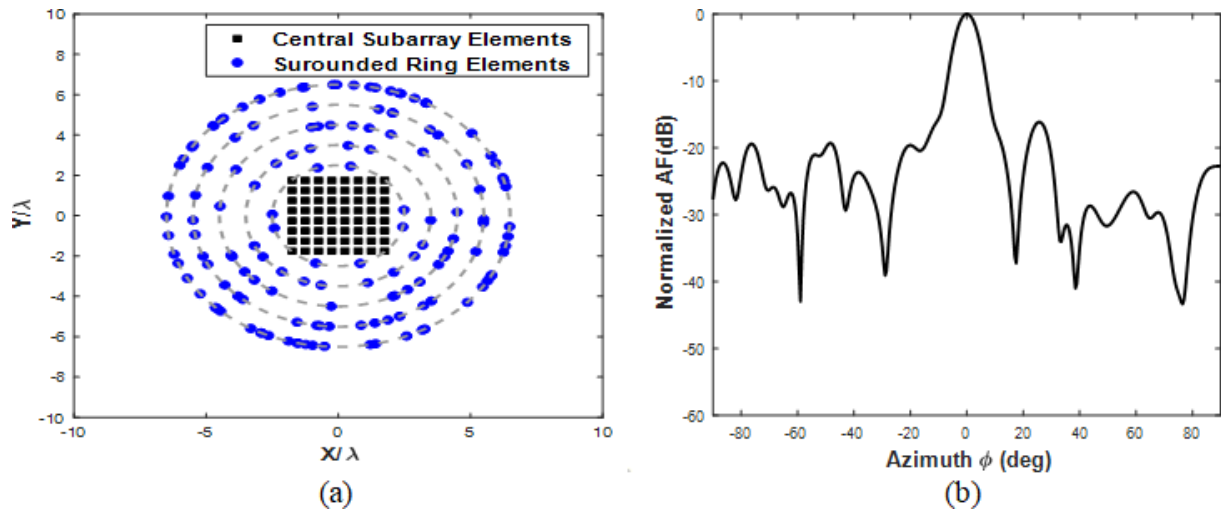 10
8
6
4
2
0
-2
-4
-6
-8
-10
Y/λ
-10 -5 0 5 10
X/λ
Central Subarray Elements
Surounded Ring Elements
(a)
0
-10
-20
-30
-40
-50
-60
Normalized AF(dB)
-80 -60 -40 -20 0 20 40 60 80
Azimuth ϕ (deg)
(b)